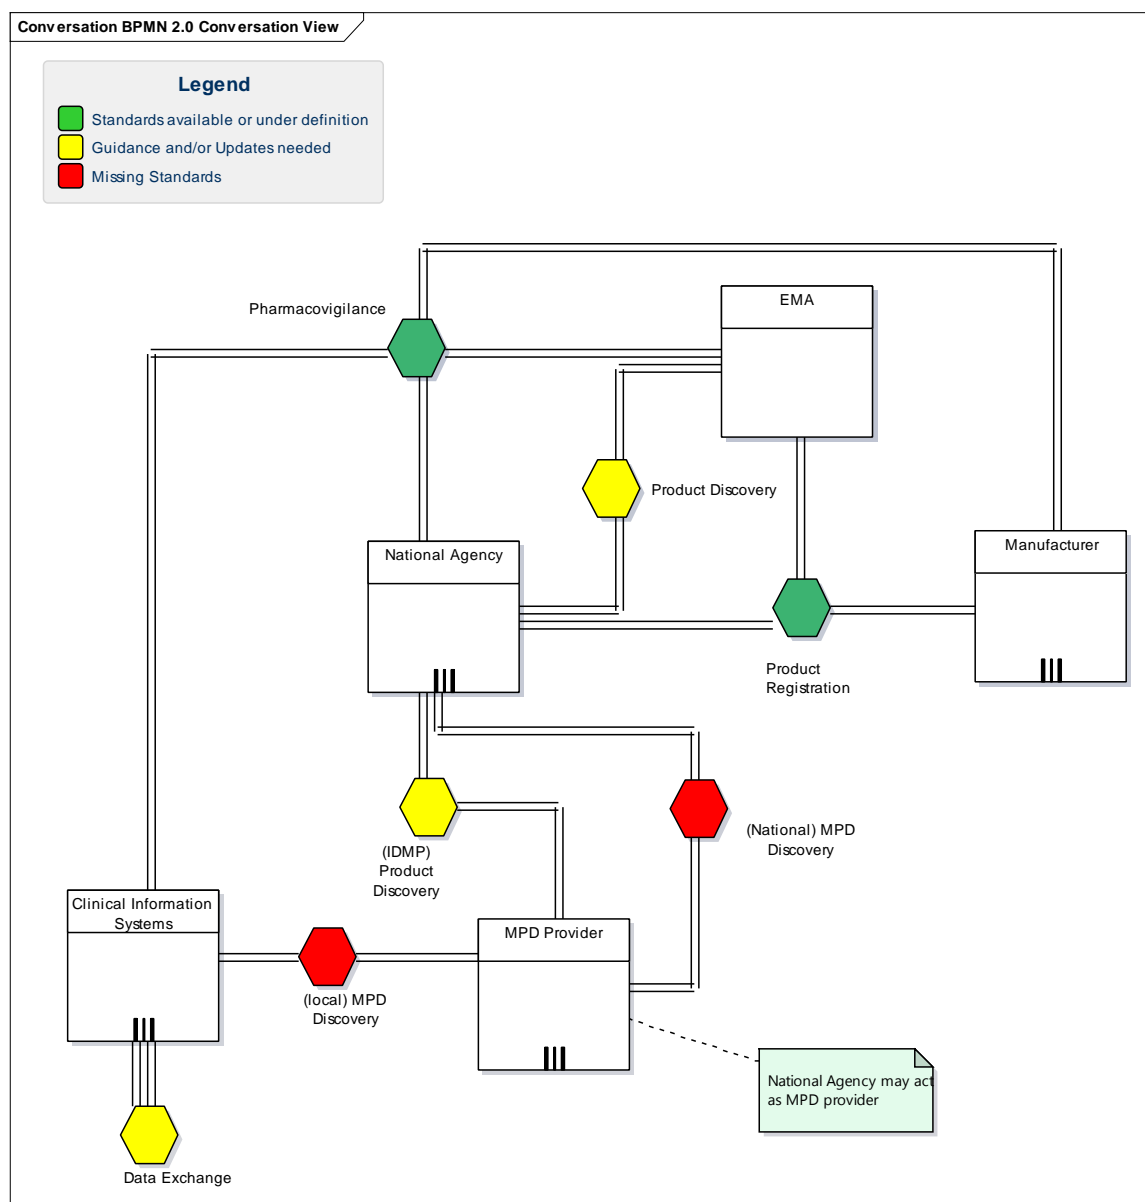 Conversation BPMN 2.0 Conversation View
Legend
Standards available or under definition
Guidance and/or Updates needed
Missing Standards
Pharmacovigilance
EMA
Product Discovery
National Agency
Manufacturer
Product
Registration
(IDMP)
Product
Discovery
(National) MPD
Discovery
Clinical Information
Systems
MPD Provider
(local) MPD
Discovery
National Agency may act
as MPD provider
Data Exchange